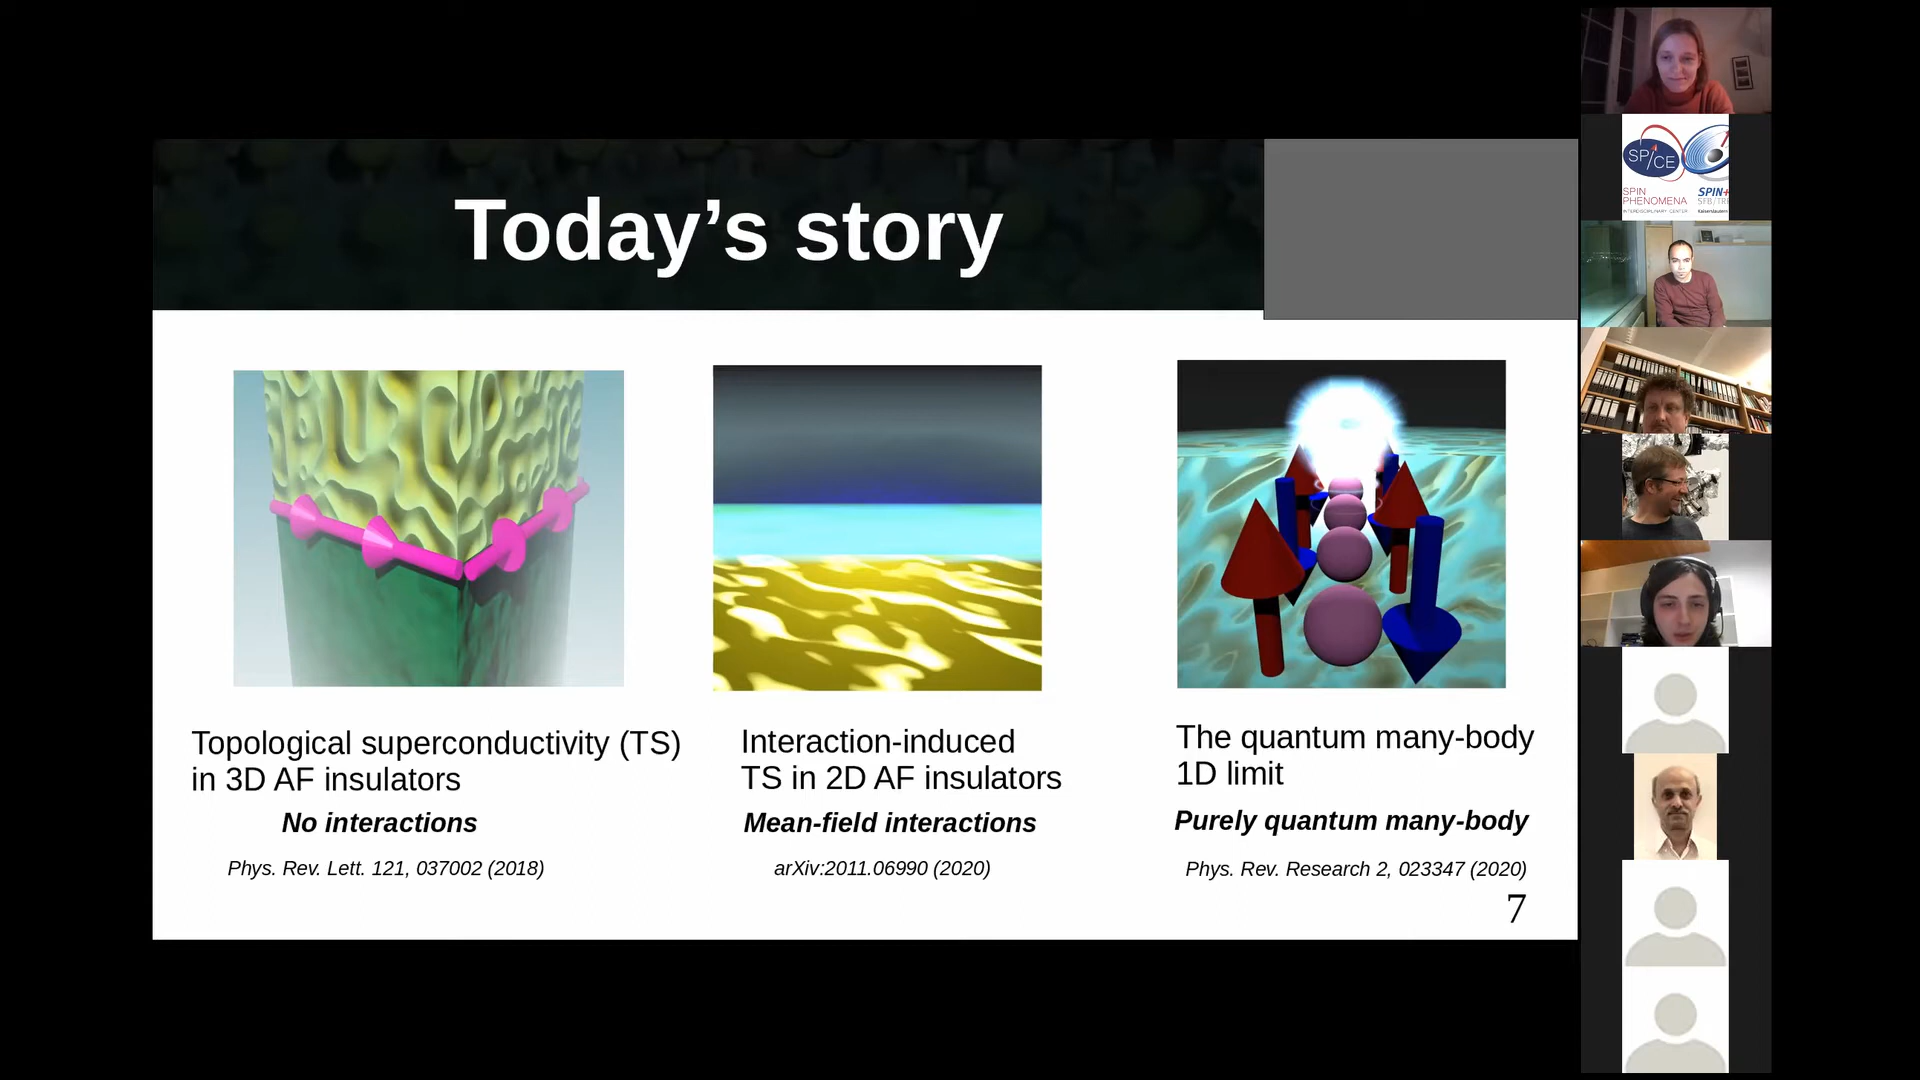 Today's story
Topological superconductivity (TS)
in 3D AF insulators
No interactions
Phys. Rev. Lett. 121, 037002 (2018)
Interaction-induced
TS in 2D AF insulators
Mean-field interactions
arXiv:2011.06990 (2020)
The quantum many-body
1D limit
Purely quantum many-body
Phys. Rev. Research 2, 023347 (2020)
7
SPICE
SPIN
PHENOMENA
INTERDISCIPLINARY CENTER
SPIN+
SFB/TR